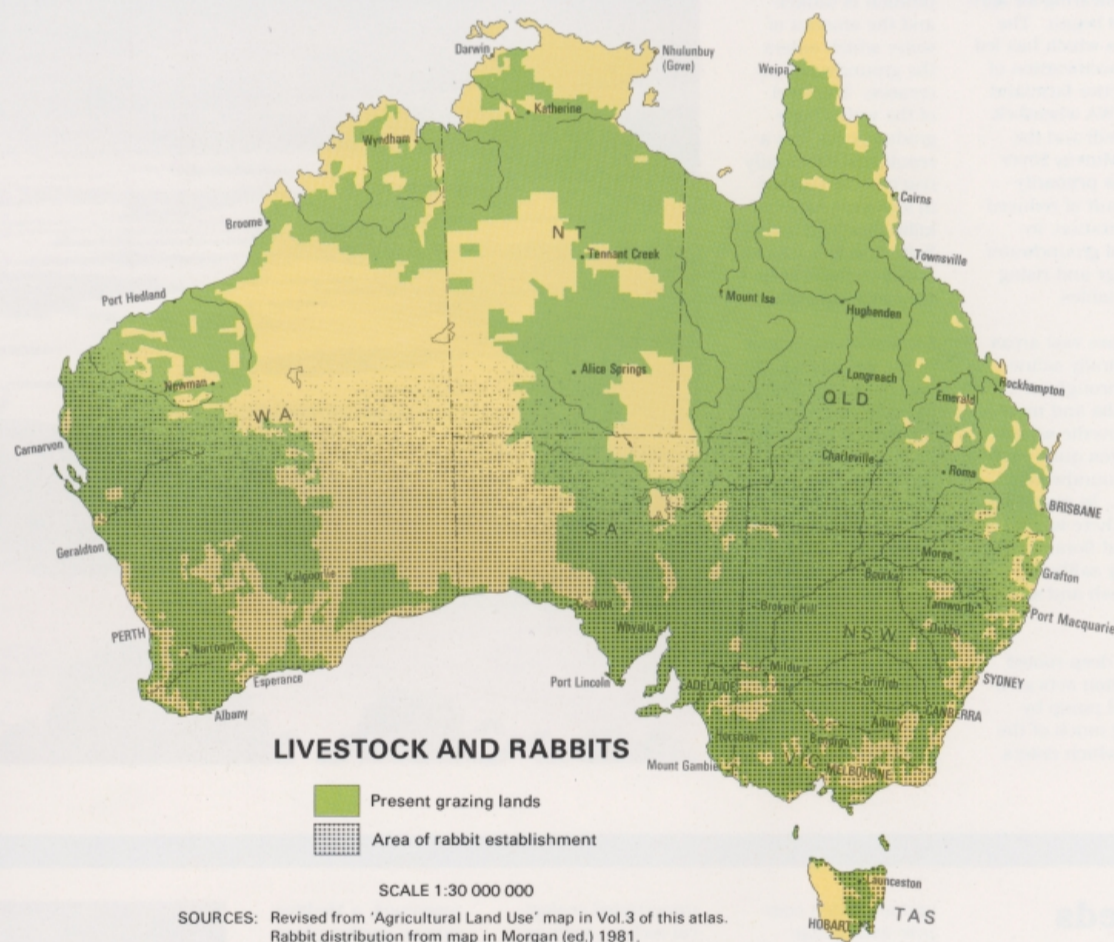 Darwin
Nhulunbuy
(Gove)
Weipa
Katherine
Wyndham
Cairns
Broome
NT
Tennant Creek
Townsville
Port Hedland
Mount Isa
Hughenden
Alice Springs
Longreach
Newman
Rockhampton
Emerald
QLD
WA
Carnarvon
Charleville
Roma
BRISBANE
SA
Geraldton
Moree
Bourke
Grafton
Kalgoorlie
Ceduna
Broken Hill
Tamworth
Port Macquarie
PERTH
Whyalla
NSW
Dubbo
Narrogin
Mildura
Esperance
Port Lincoln
ADELAIDE
Griffith
SYDNEY
Albany
CANBERRA
Albury
Horsham
Bendigo
LIVESTOCK AND RABBITS
VIC
Mount Gambier
MELBOURNE
Present grazing lands
Area of rabbit establishment
SCALE 1:30 000 000
Launceston
TAS
HOBART
SOURCES: Revised from 'Agricultural Land Use' map in Vol.3 of this atlas.
Rabbit distribution from map in Morgan (ed.) 1981.